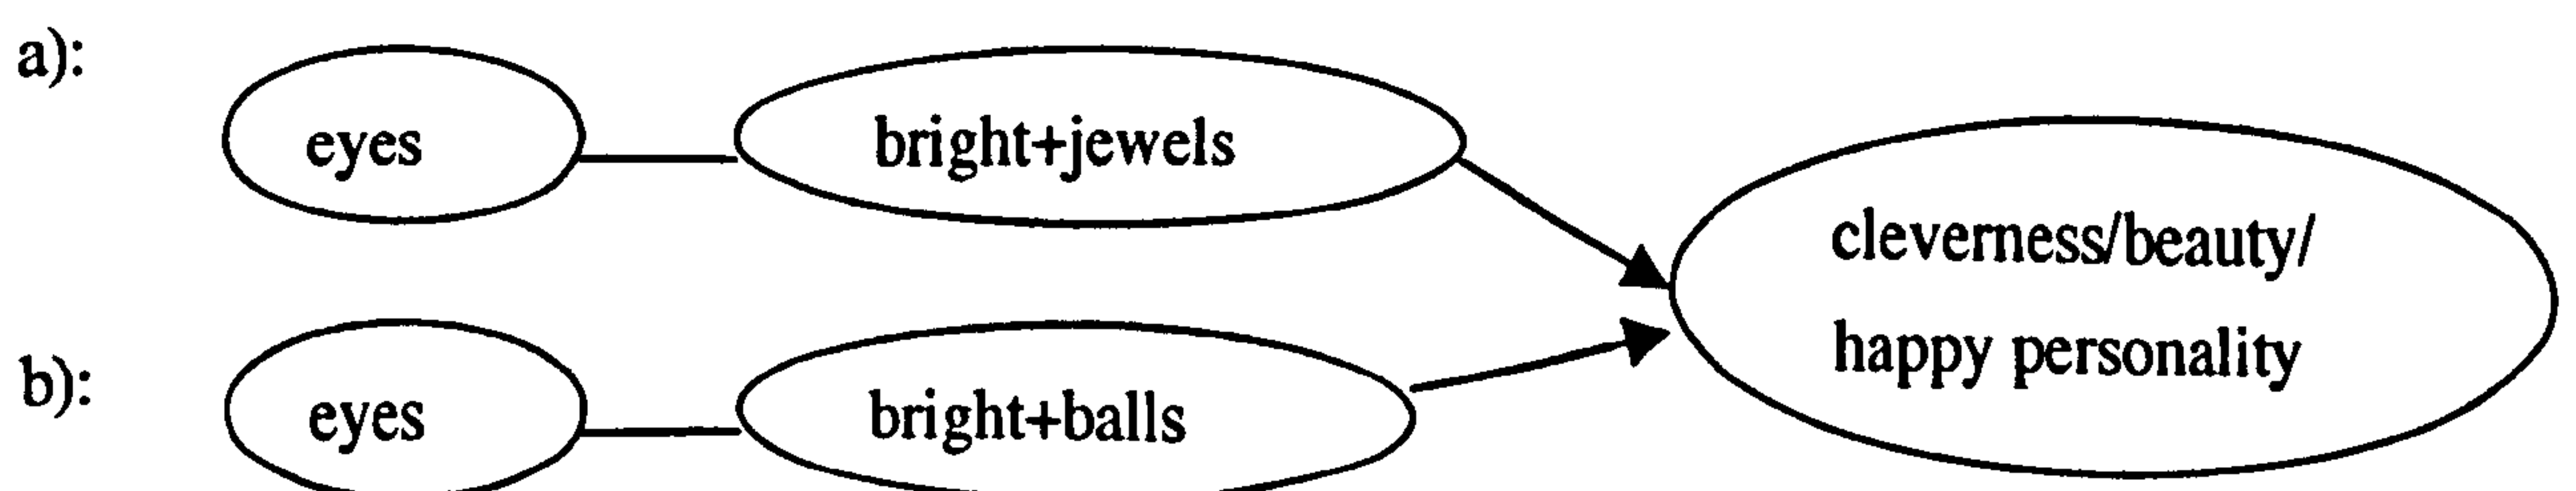 a):
eyes
bright+jewels
cleverness/beauty/
happy personality
b):
eyes
bright+balls